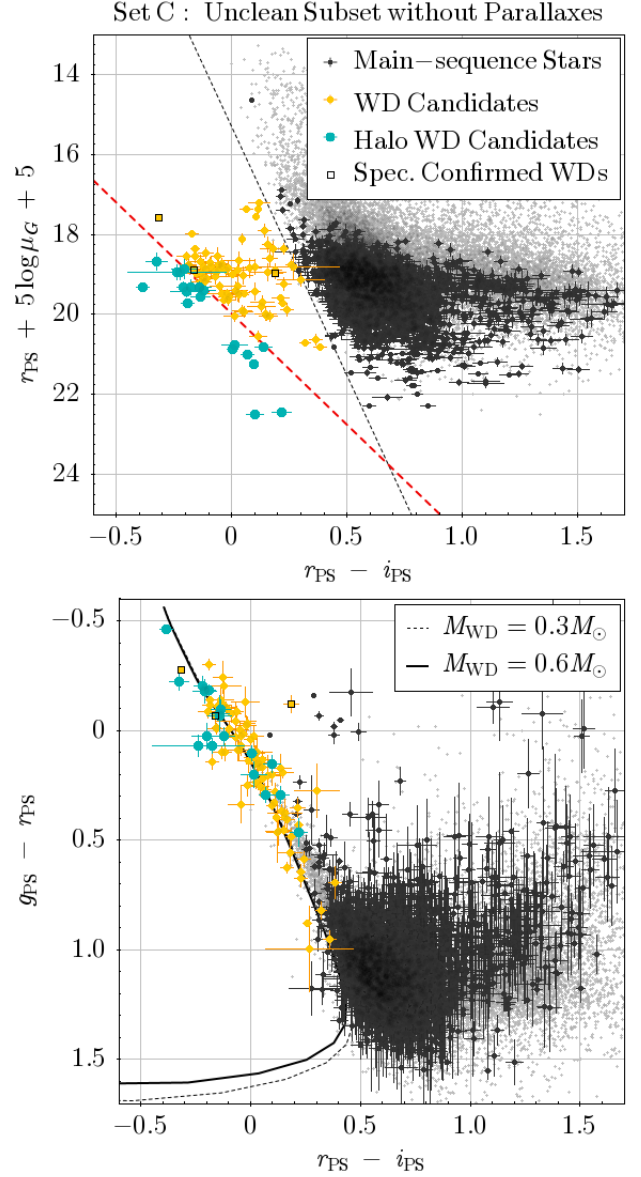 Set C : Unclean Subset without Parallaxes
14
16
18
20
22
24
r_PS + 5 log μ_G + 5
Main−sequence Stars
WD Candidates
Halo WD Candidates
Spec. Confirmed WDs
−0.5
0
0.5
1.0
1.5
r_PS − i_PS
−0.5
0
0.5
1.0
1.5
g_PS − r_PS
M_WD = 0.3M_⊙
M_WD = 0.6M_⊙
−0.5
0
0.5
1.0
1.5
r_PS − i_PS